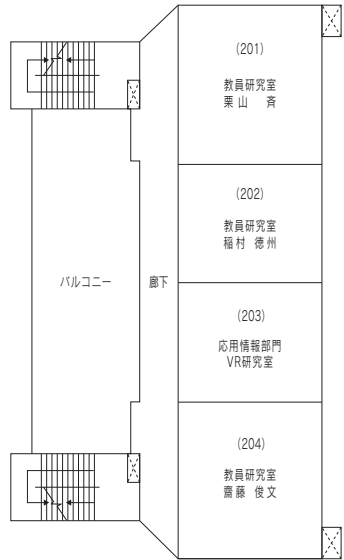 (201)
教員研究室
栗山 斉
(202)
教員研究室
稲村 徳州
バルコニー
廊下
(203)
応用情報部門
VR研究室
(204)
教員研究室
齋藤 俊文